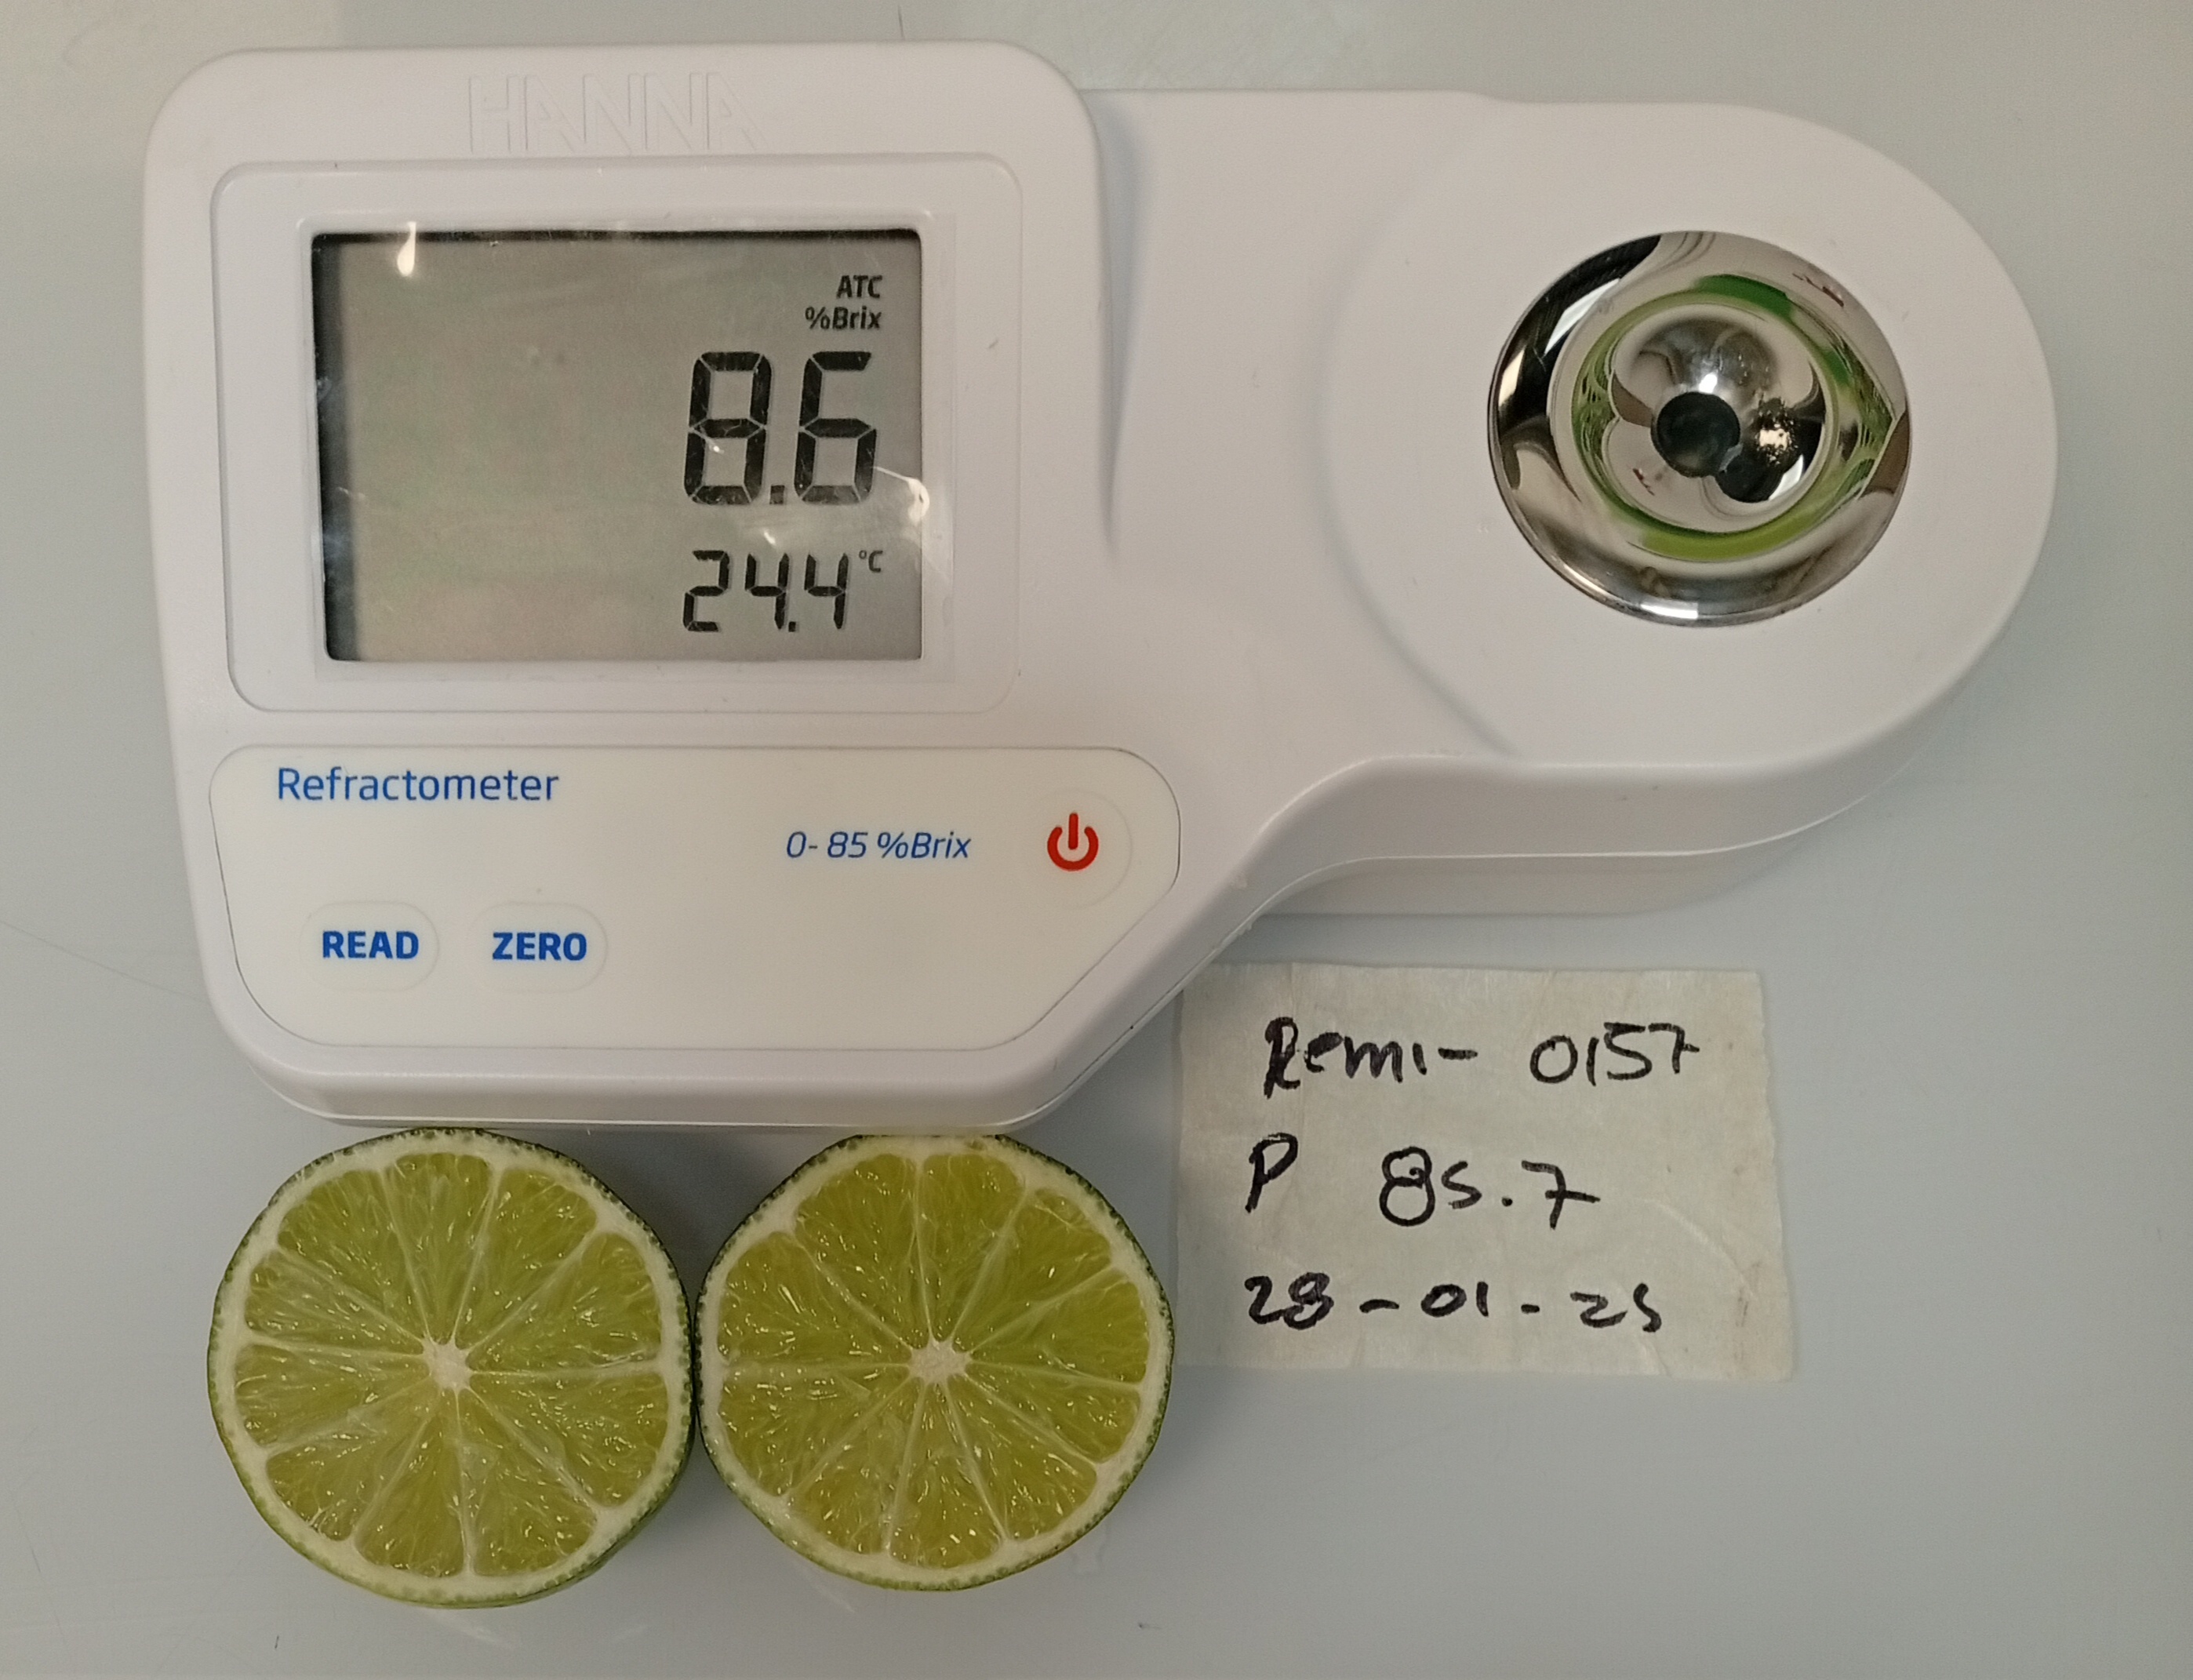 HANNA
ATC
%Brix
8.6
24.4 °C
Refractometer
0-85 %Brix
READ ZERO
Remi- 0157
P 85.7
28-01-25